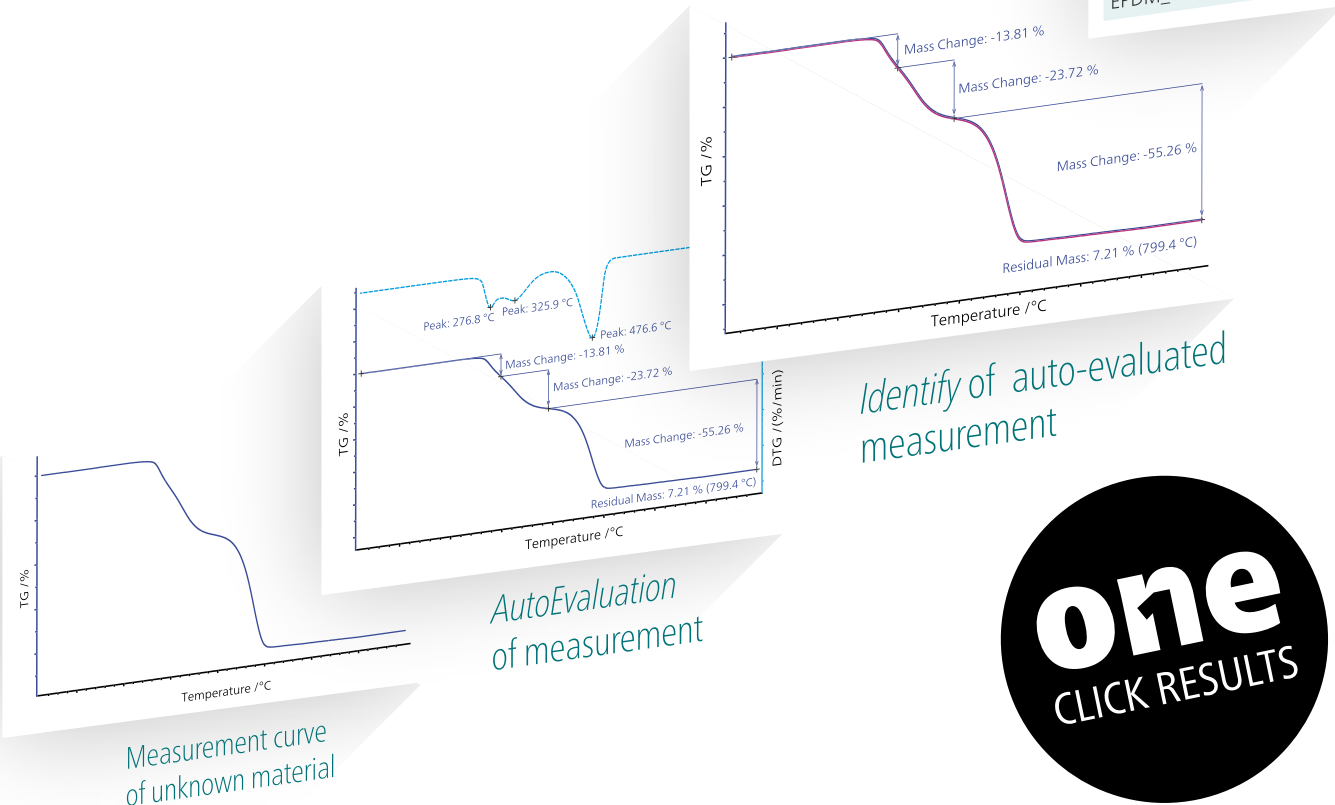 TG /%
Temperature /°C
Measurement curve
of unknown material
Peak: 276.8 °C
Peak: 325.9 °C
Peak: 476.6 °C
Mass Change: -13.81 %
Mass Change: -23.72 %
Mass Change: -55.26 %
Residual Mass: 7.21 % (799.4 °C)
TG /%
DTG /(%/min)
Temperature /°C
AutoEvaluation
of measurement
Mass Change: -13.81 %
Mass Change: -23.72 %
Mass Change: -55.26 %
Residual Mass: 7.21 % (799.4 °C)
TG /%
Temperature /°C
Identify of auto-evaluated
measurement
one
CLICK RESULTS